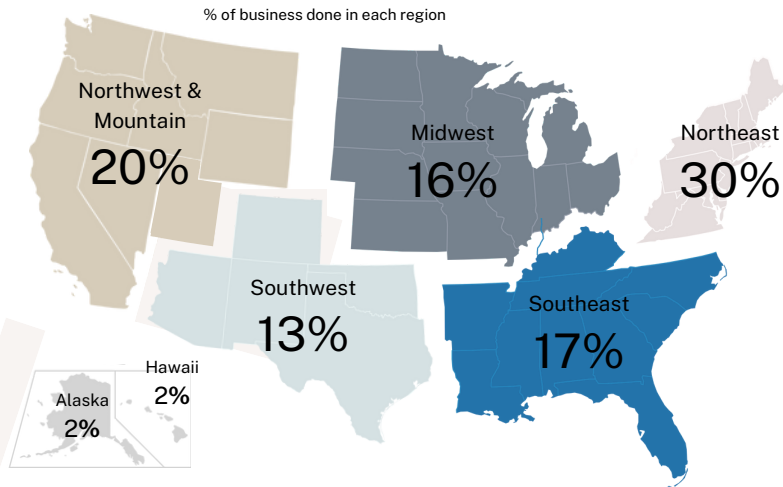 % of business done in each region
Northwest &
Mountain
20%
Midwest
16%
Northeast
30%
Southwest
13%
Southeast
17%
Hawaii
2%
Alaska
2%